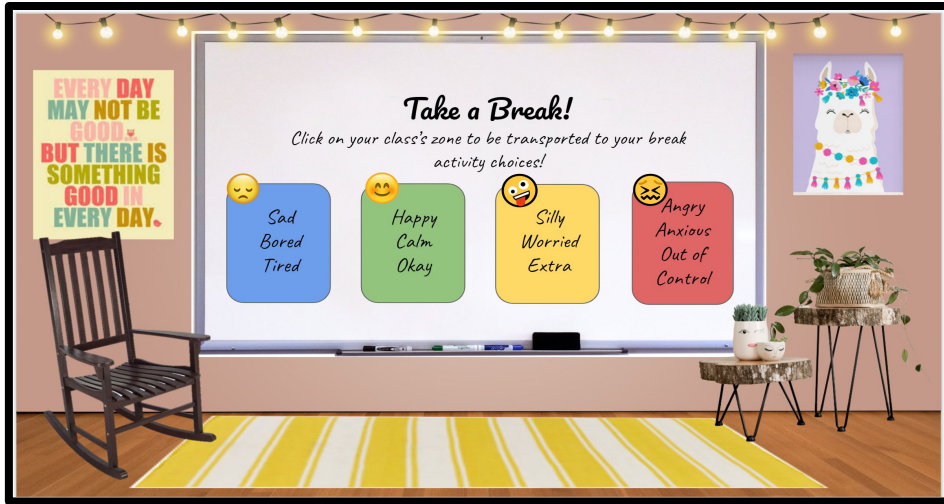 EVERY DAY
MAY NOT BE
GOOD...
BUT THERE IS
SOMETHING
GOOD IN
EVERY DAY.
Take a Break!
Click on your class's zone to be transported to your break
activity choices!
Sad
Bored
Tired
Happy
Calm
Okay
Silly
Worried
Extra
Angry
Anxious
Out of
Control